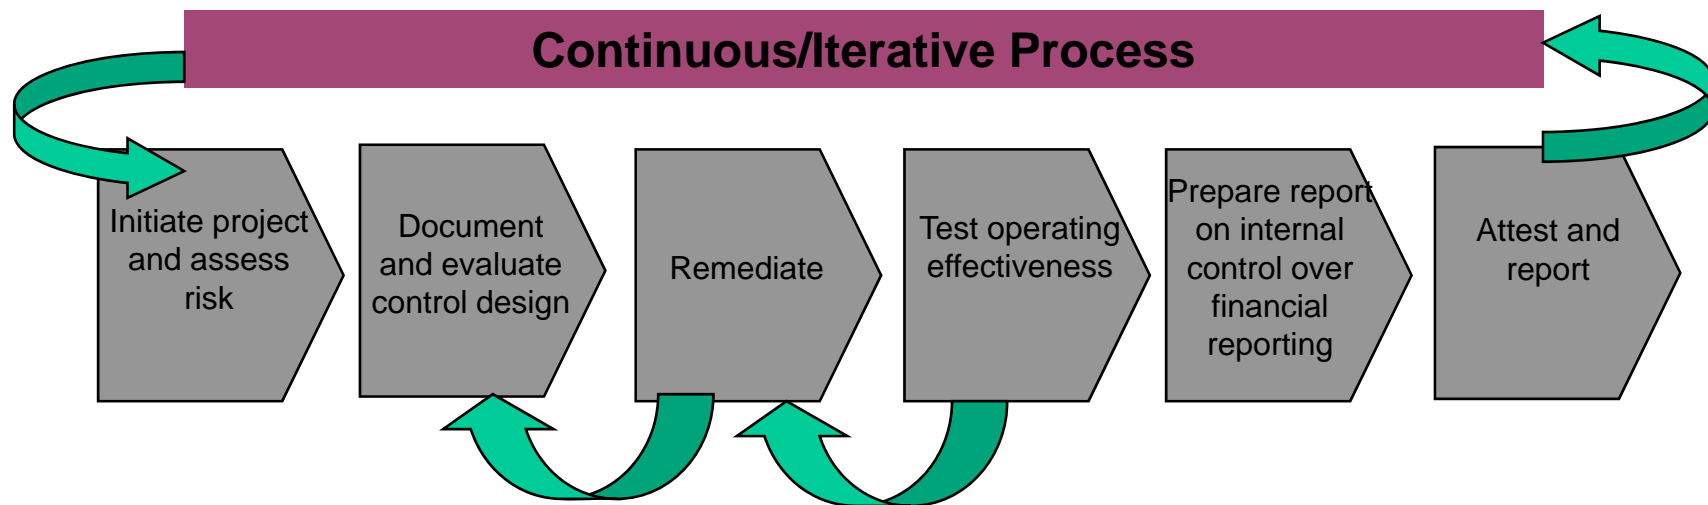 Continuous/Iterative Process
Initiate project
and assess
risk
Document
and evaluate
control design
Remediate
Test operating
effectiveness
Prepare report
on internal
control over
financial
reporting
Attest and
report